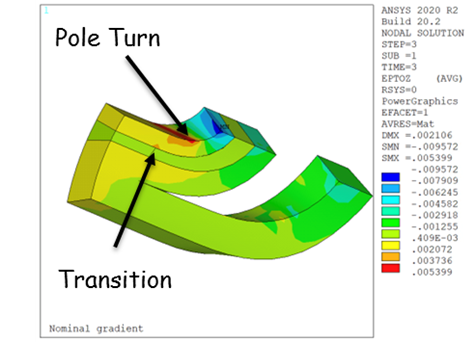 1
Pole Turn
Transition
Nominal gradient
ANSYS 2020 R2
Build 20.2
NODAL SOLUTION
STEP=3
SUB =1
TIME=3
EPTOZ (AVG)
RSYS=0
PowerGraphics
EFACET=1
AVRES=Mat
DMX =.002106
SMN =-.009572
SMX =.005399
-.009572
-.007909
-.006245
-.004582
-.002918
-.001255
.409E-03
.002072
.003736
.005399